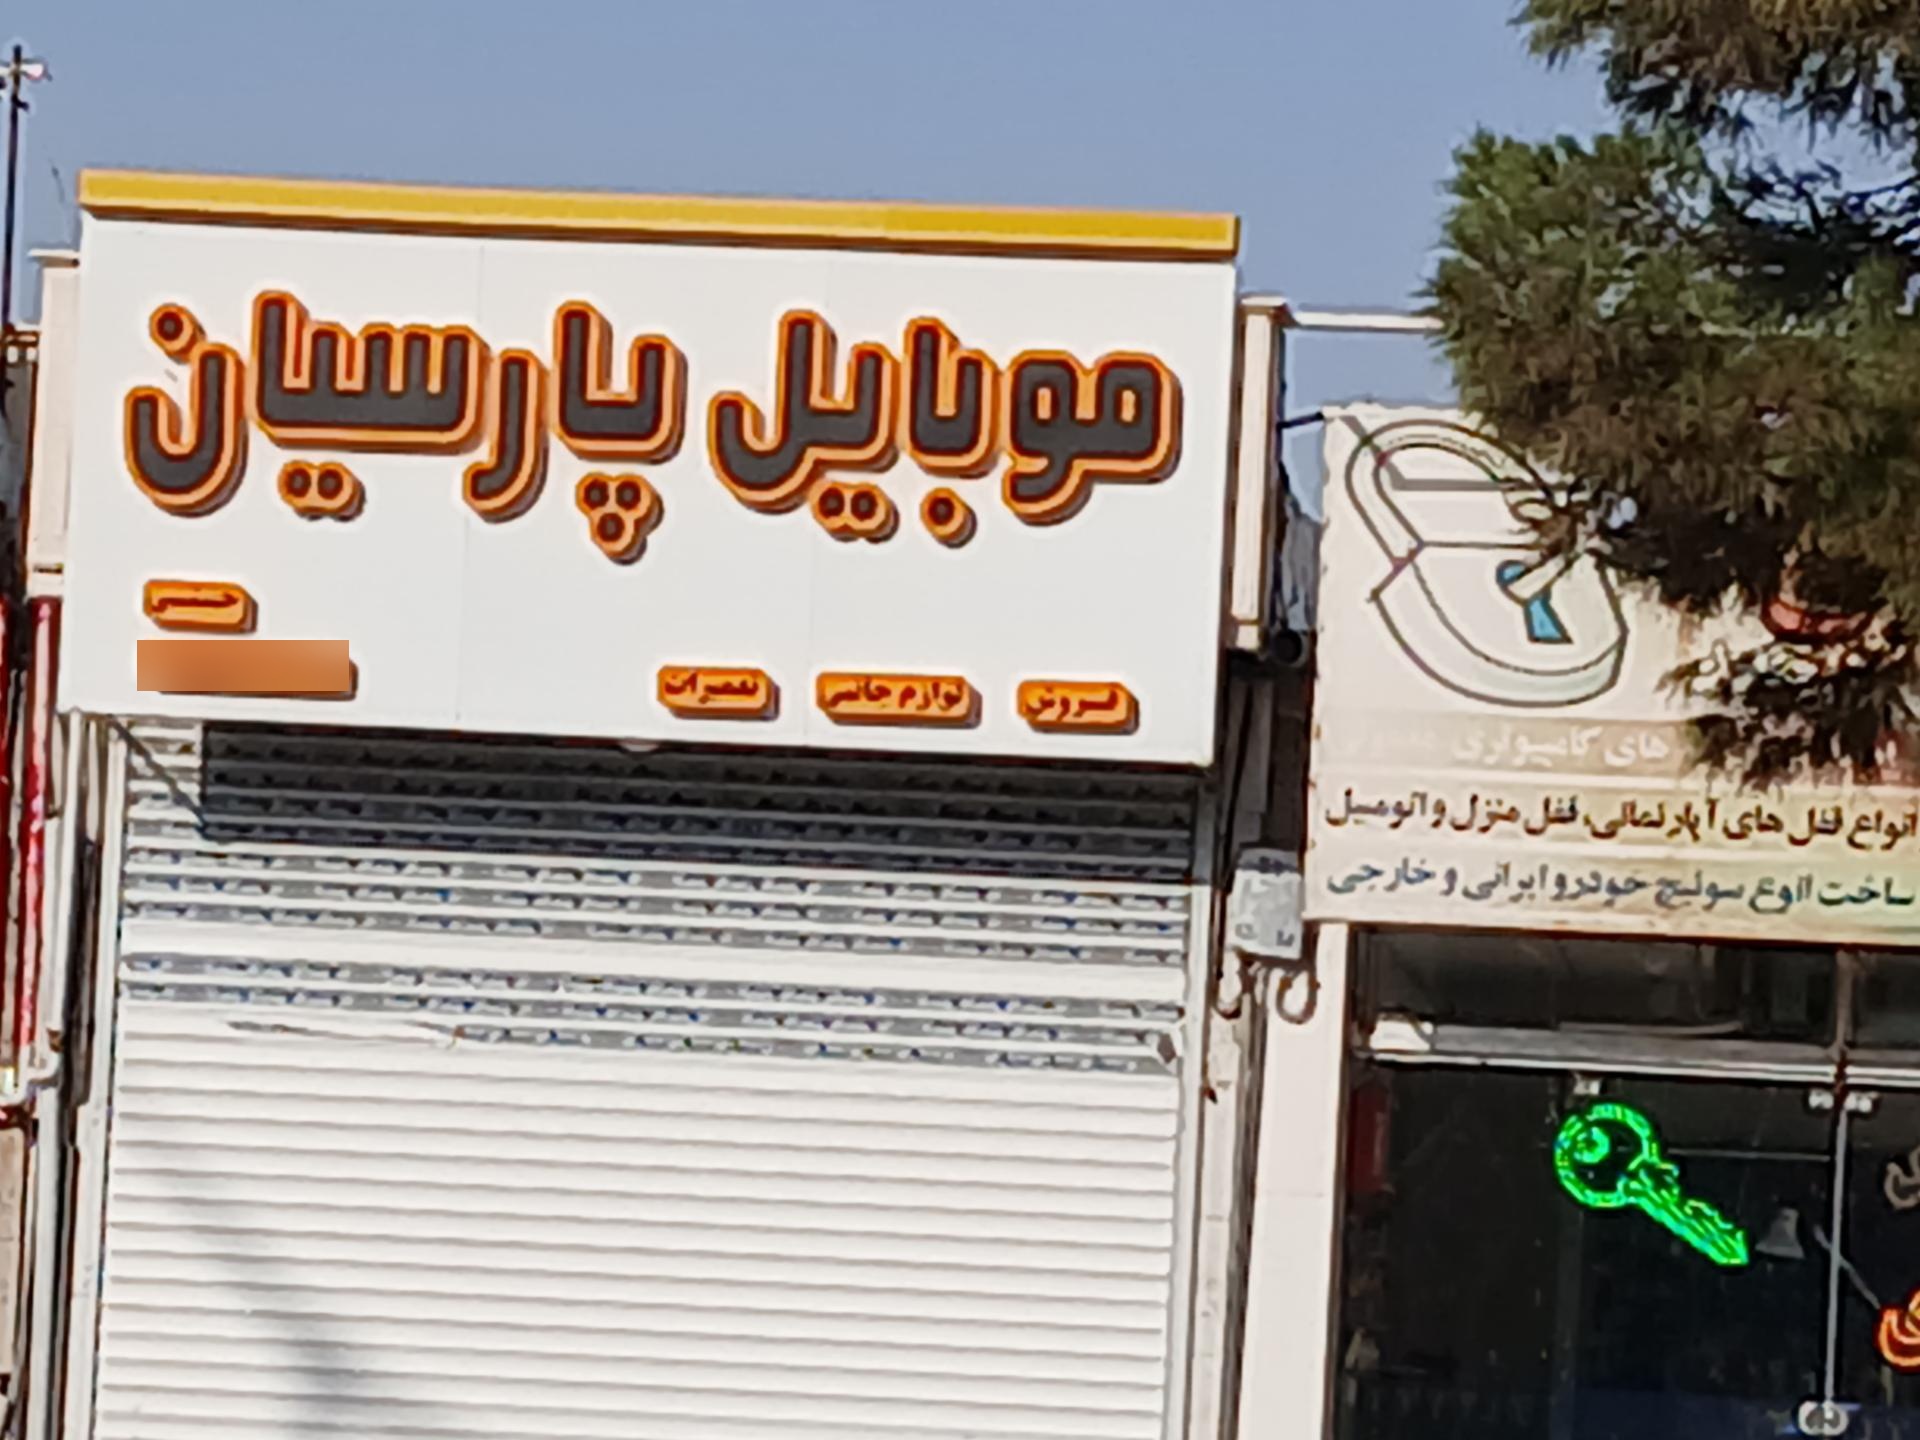 موبایل پارسیان
حسنی
فروش لوازم جانبی تعمیرات
های کامپیوتری
انواع قفل های آپارتمانی، قفل منزل و اتومبیل
ساخت انوع سوئیچ خودرو ایرانی و خارجی